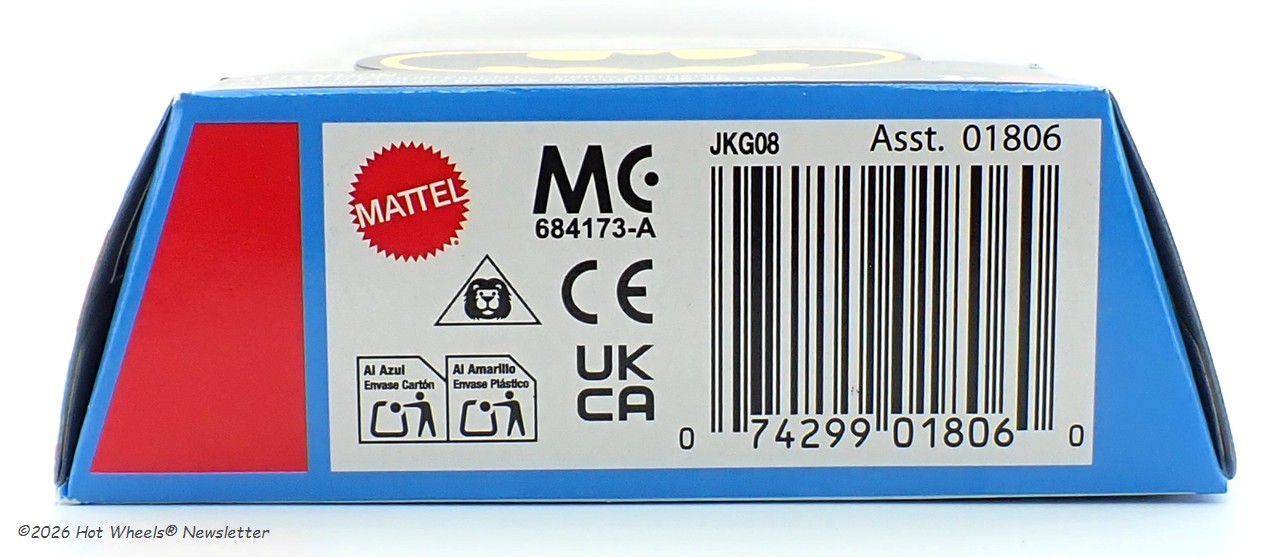 MATTEL
MC
684173-A
CE
UK
CA
Al Azul
Envase Cartón
Al Amarillo
Envase Plástico
JKG08 Asst. 01806
0 74299 01806 0
©2026 Hot Wheels® Newsletter